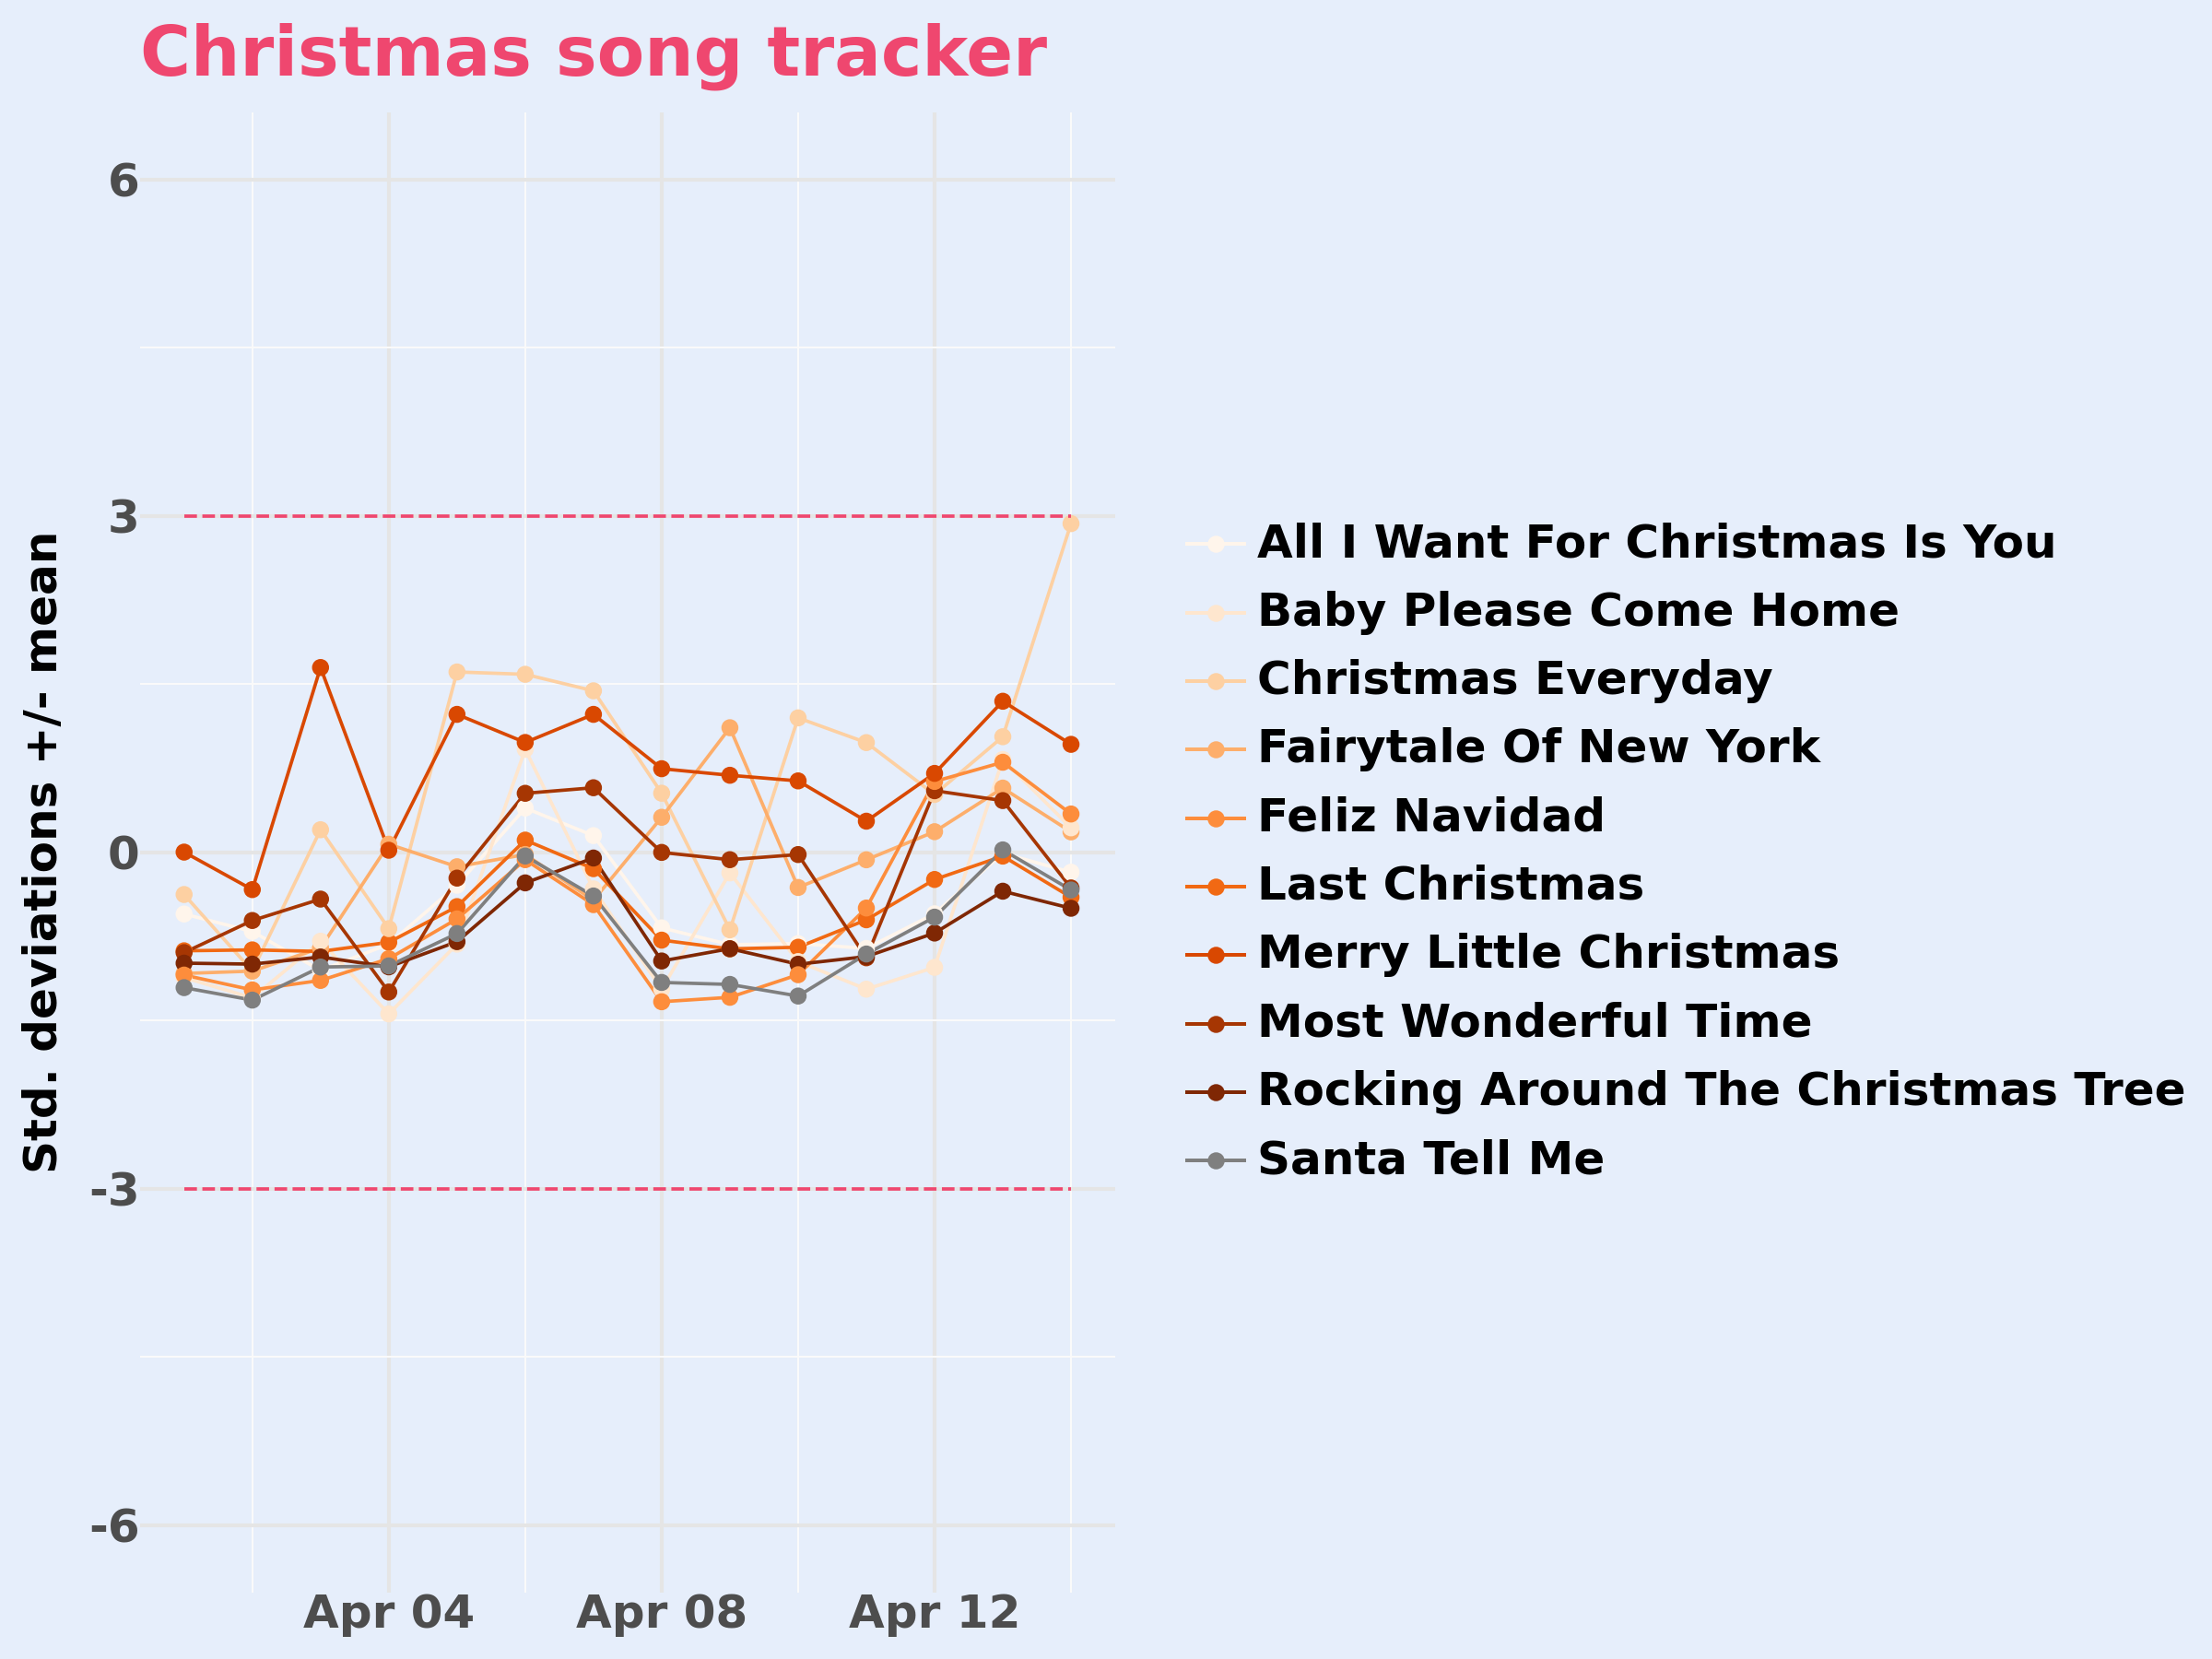 Christmas song tracker
Std. deviations +/- mean
6
3
0
-3
-6
Apr 04
Apr 08
Apr 12
All I Want For Christmas Is You
Baby Please Come Home
Christmas Everyday
Fairytale Of New York
Feliz Navidad
Last Christmas
Merry Little Christmas
Most Wonderful Time
Rocking Around The Christmas Tree
Santa Tell Me